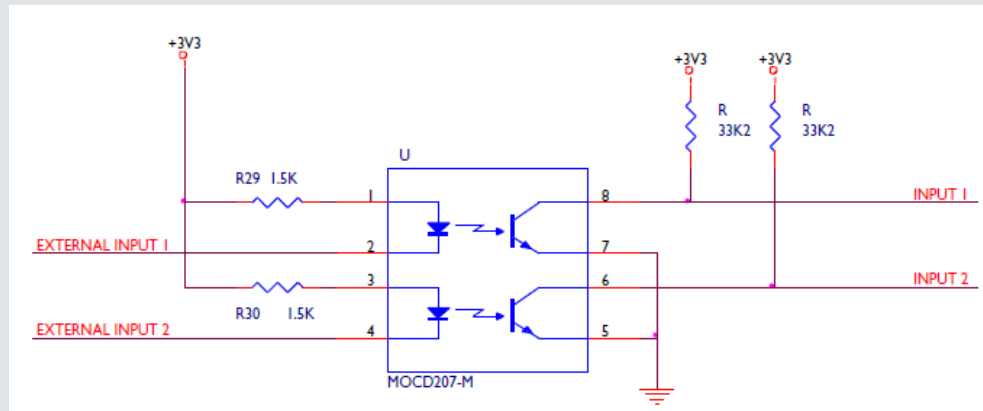 +3V3
+3V3 +3V3
R 33K2
R 33K2
U
R29 1.5K
1
8
INPUT 1
EXTERNAL INPUT 1
2
7
3
6
INPUT 2
R30 1.5K
EXTERNAL INPUT 2
4
5
MOCD207-M